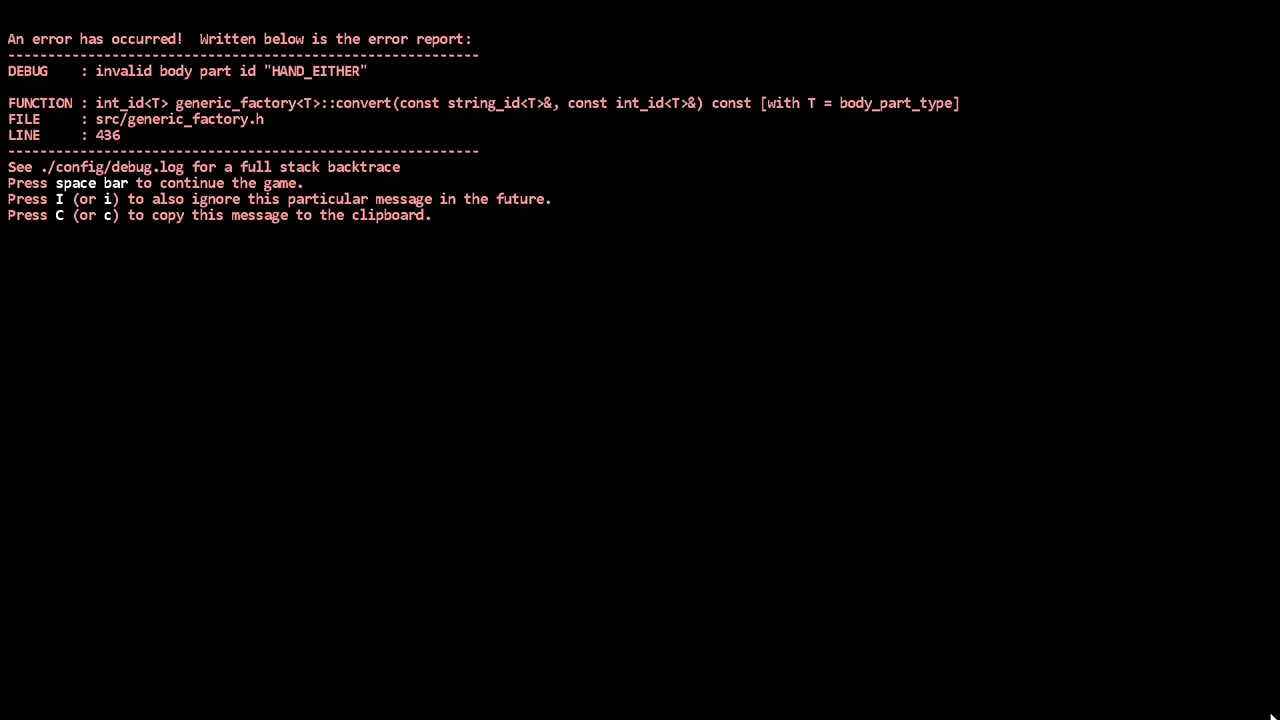 An error has occurred!  Written below is the error report:
-----------------------------------------------------------
DEBUG    : invalid body part id "HAND_EITHER"
FUNCTION : int_id<T> generic_factory<T>::convert(const string_id<T>&, const int_id<T>&) const [with T = body_part_type]
FILE     : src/generic_factory.h
LINE     : 436
-----------------------------------------------------------
See ./config/debug.log for a full stack backtrace
Press space bar to continue the game.
Press I (or i) to also ignore this particular message in the future.
Press C (or c) to copy this message to the clipboard.